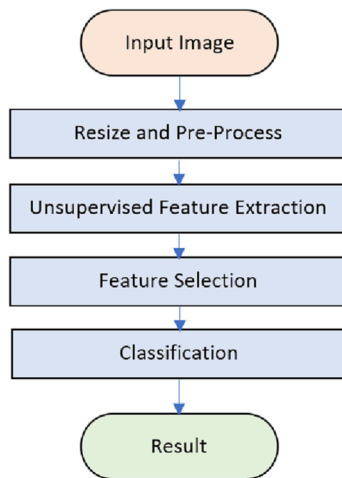 Input Image
Resize and Pre-Process
Unsupervised Feature Extraction
Feature Selection
Classification
Result